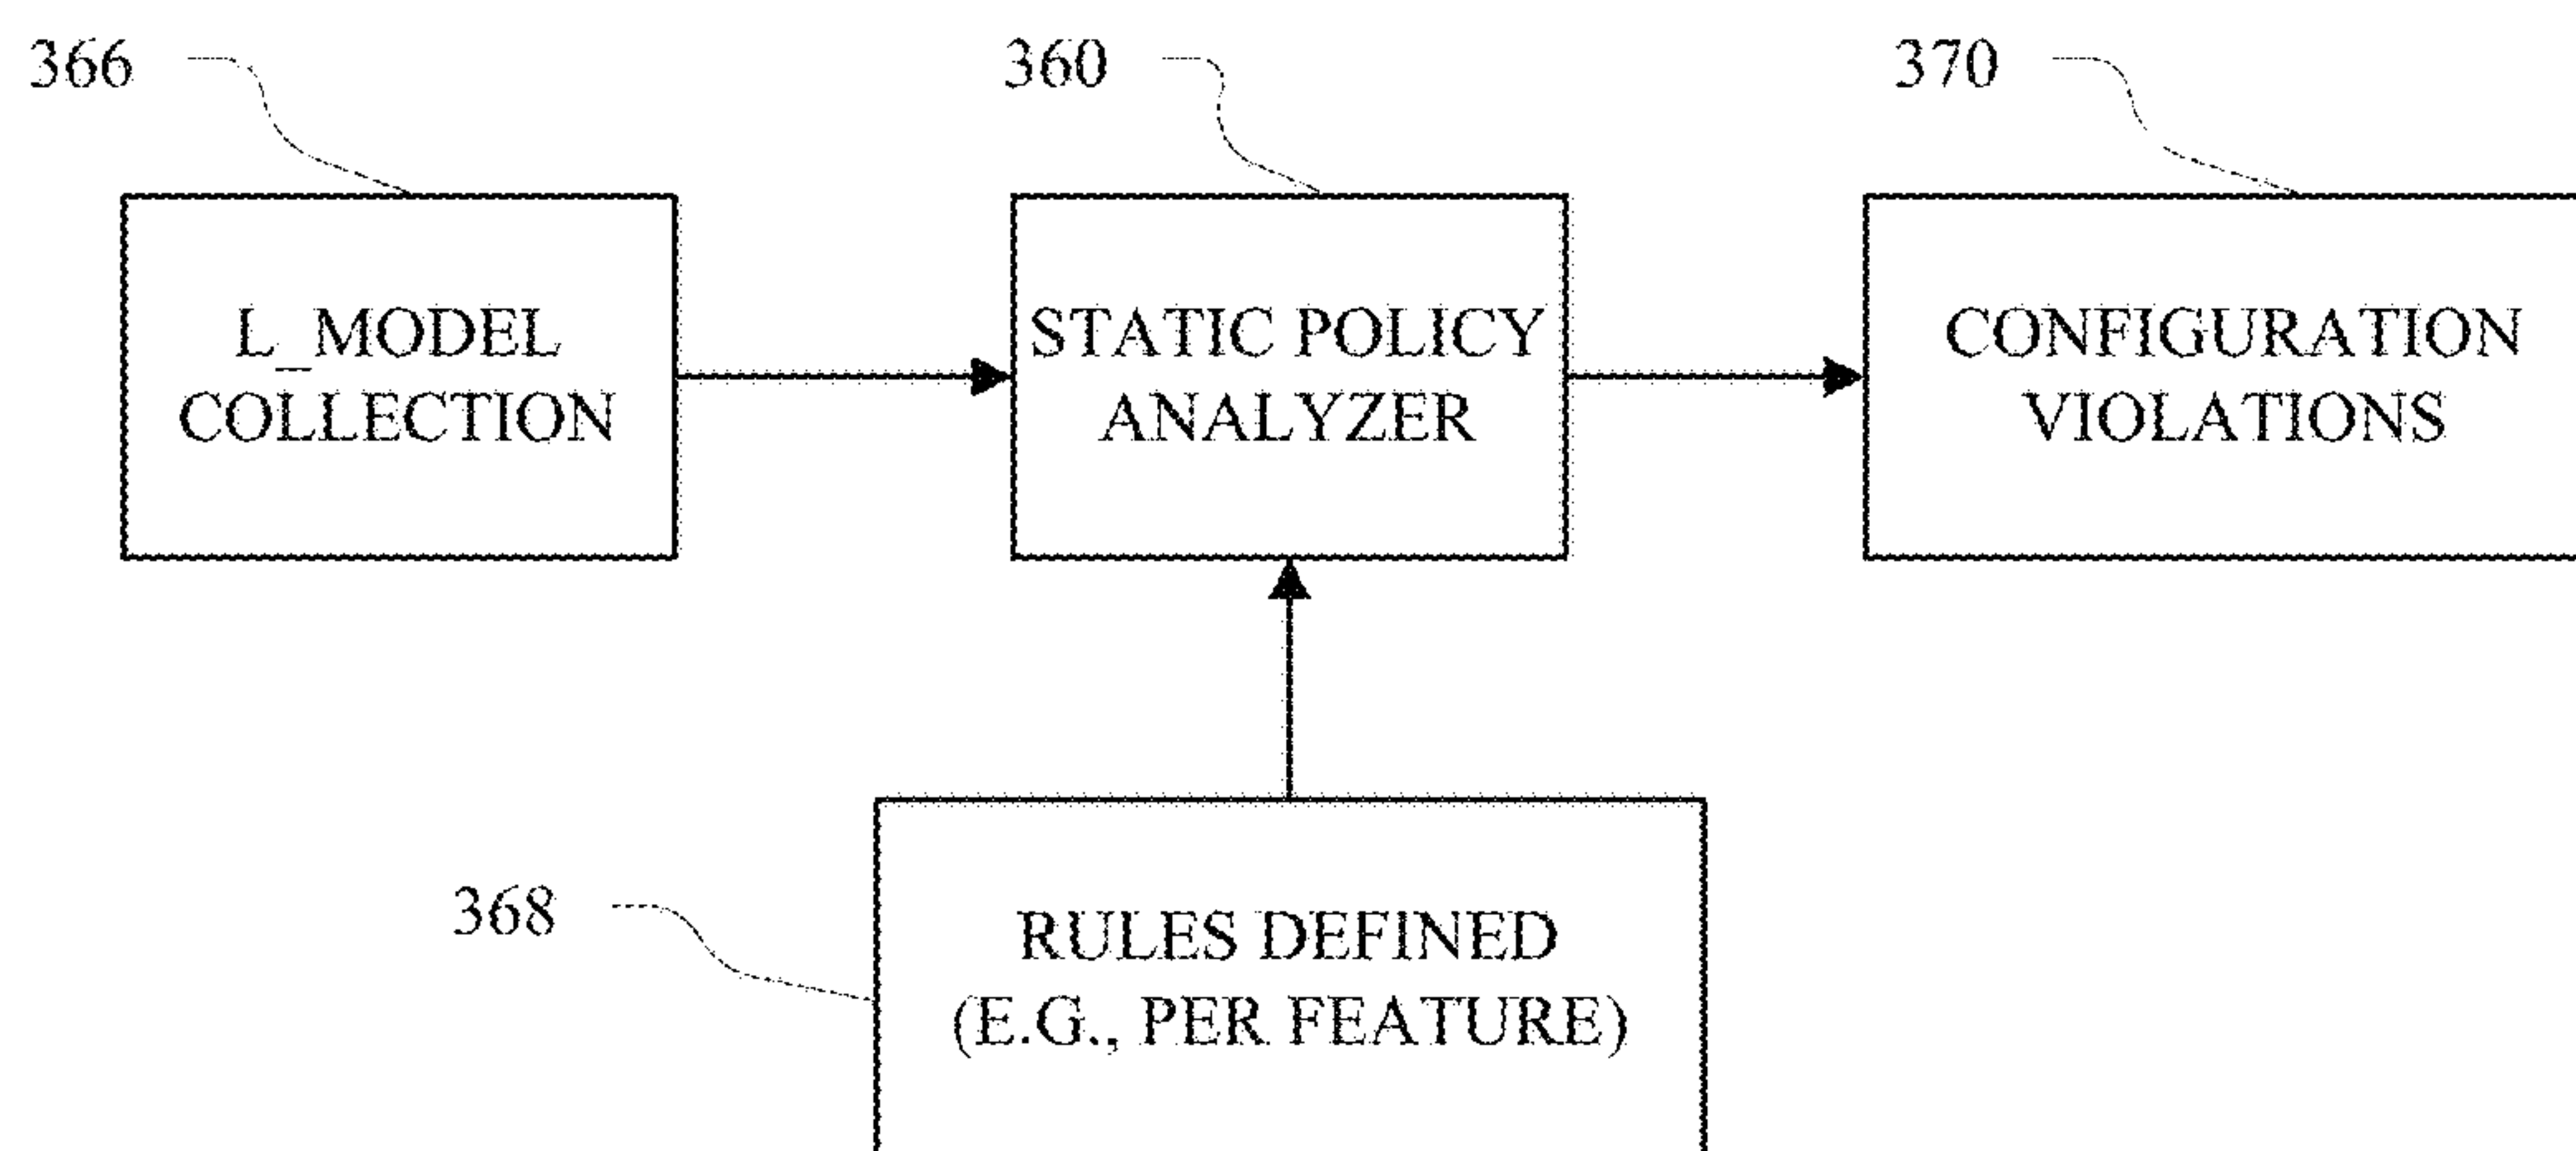 366
360
370
L_MODEL
COLLECTION
STATIC POLICY
ANALYZER
CONFIGURATION
VIOLATIONS
368
RULES DEFINED
(E.G., PER FEATURE)